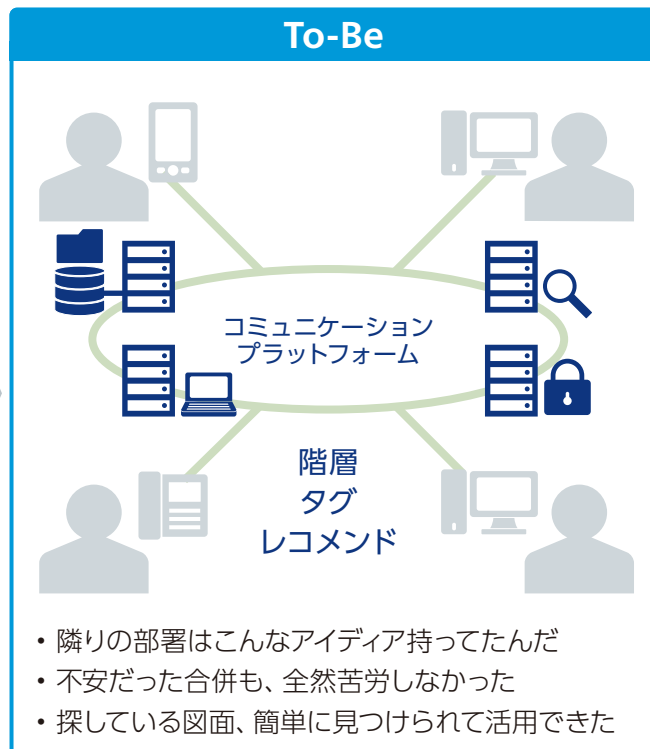 To-Be
コミュニケーション
プラットフォーム
階層
タグ
レコメンド
・隣りの部署はこんなアイディア持ってたんだ
・不安だった合併も、全然苦労しなかった
・探している図面、簡単に見つけられて活用できた